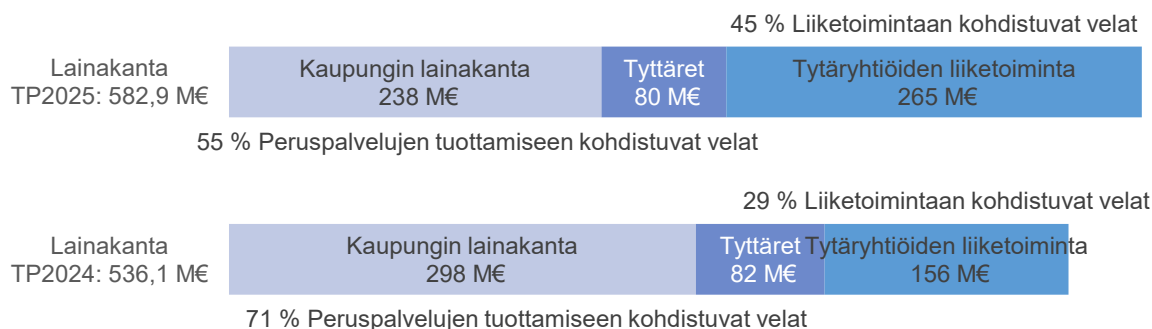 45 % Liiketoimintaan kohdistuvat velat
Lainakanta
TP2025: 582,9 M€
Kaupungin lainakanta
238 M€
Tyttäret
80 M€
Tytäryhtiöiden liiketoiminta
265 M€
55 % Peruspalvelujen tuottamiseen kohdistuvat velat
29 % Liiketoimintaan kohdistuvat velat
Lainakanta
TP2024: 536,1 M€
Kaupungin lainakanta
298 M€
Tyttäret
82 M€
Tytäryhtiöiden liiketoiminta
156 M€
71 % Peruspalvelujen tuottamiseen kohdistuvat velat